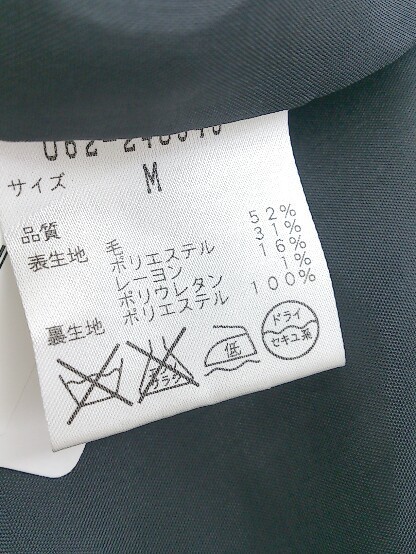 サイズ M
品質
表生地 毛 52%
ポリエステル 31%
レーヨン 16%
ポリウレタン 1%
裏生地 ポリエステル 100%
低
ドライ
セキユ系